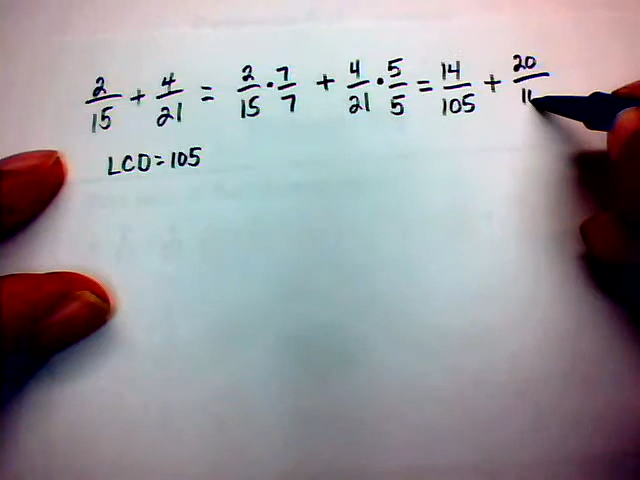 2/15 + 4/21 = 2/15 · 7/7 + 4/21 · 5/5 = 14/105 + 20/1
LCD = 105